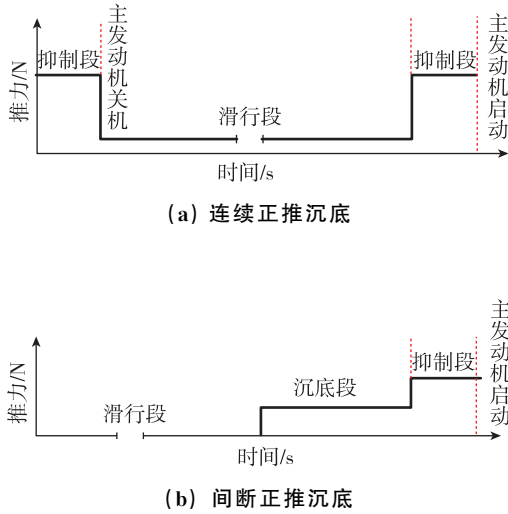 推力/N
抑制段
主发动机关机
滑行段
抑制段
主发动机启动
时间/s
(a) 连续正推沉底
推力/N
滑行段
沉底段
抑制段
主发动机启动
时间/s
(b) 间断正推沉底